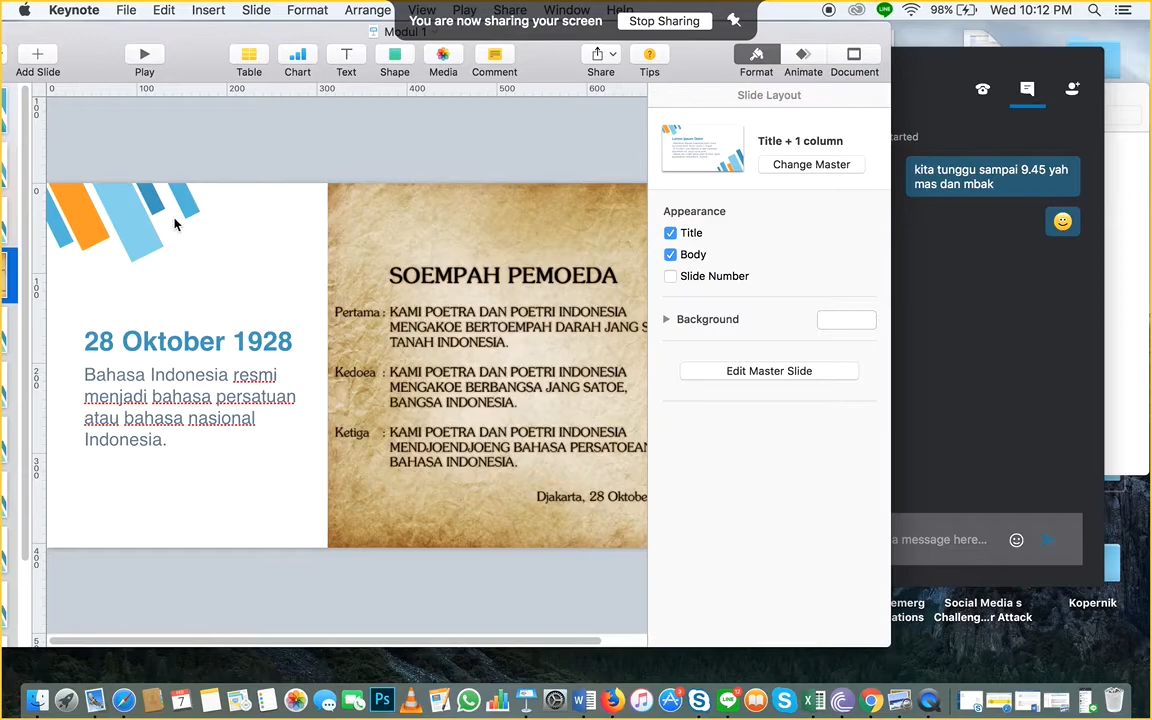 Keynote File Edit Insert Slide Format Arrange View Play Share Window Help
You are now sharing your screen Stop Sharing
98% Wed 10:12 PM
Modul 1
Add Slide Play Table Chart Text Shape Media Comment Share Tips Format Animate Document
0 100 200 300 400 500 600
Slide Layout
Title + 1 column
Change Master
Appearance
Title
Body
Slide Number
Background
Edit Master Slide
28 Oktober 1928
Bahasa Indonesia resmi
menjadi bahasa persatuan
atau bahasa nasional
Indonesia.
SOEMPAH PEMOEDA
Pertama : KAMI POETRA DAN POETRI INDONESIA
MENGAKOE BERTOEMPAH DARAH JANG S
TANAH INDONESIA.
Kedoea : KAMI POETRA DAN POETRI INDONESIA
MENGAKOE BERBANGSA JANG SATOE,
BANGSA INDONESIA.
Ketiga : KAMI POETRA DAN POETRI INDONESIA
MENDJOENDJOENG BAHASA PERSATOEAN
BAHASA INDONESIA.
Djakarta, 28 Oktobe
arted
kita tunggu sampai 9.45 yah
mas dan mbak
a message here...
emerg
ations
Social Media s
Challeng...r Attack
Kopernik